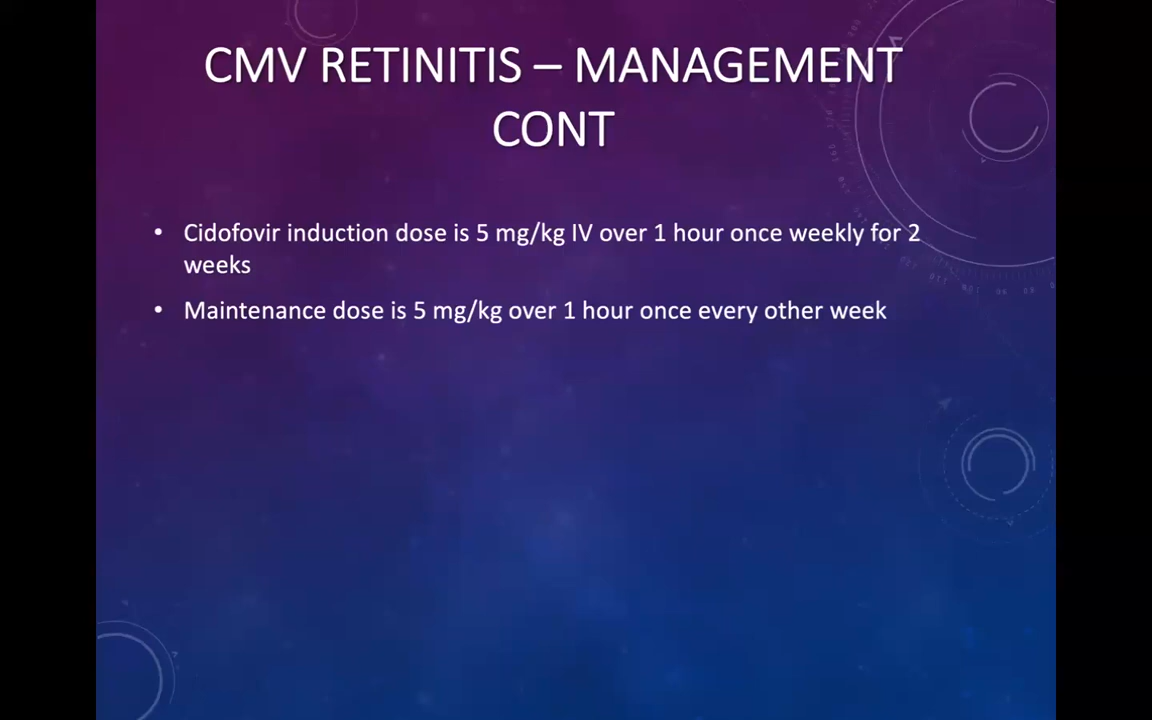 CMV RETINITIS – MANAGEMENT
CONT
• Cidofovir induction dose is 5 mg/kg IV over 1 hour once weekly for 2
weeks
• Maintenance dose is 5 mg/kg over 1 hour once every other week